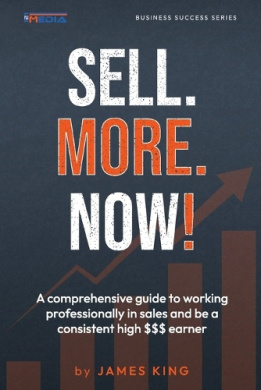 MEDIA
BUSINESS SUCCESS SERIES
SELL.
MORE.
NOW!
A comprehensive guide to working
professionally in sales and be a
consistent high $$$ earner
by JAMES KING